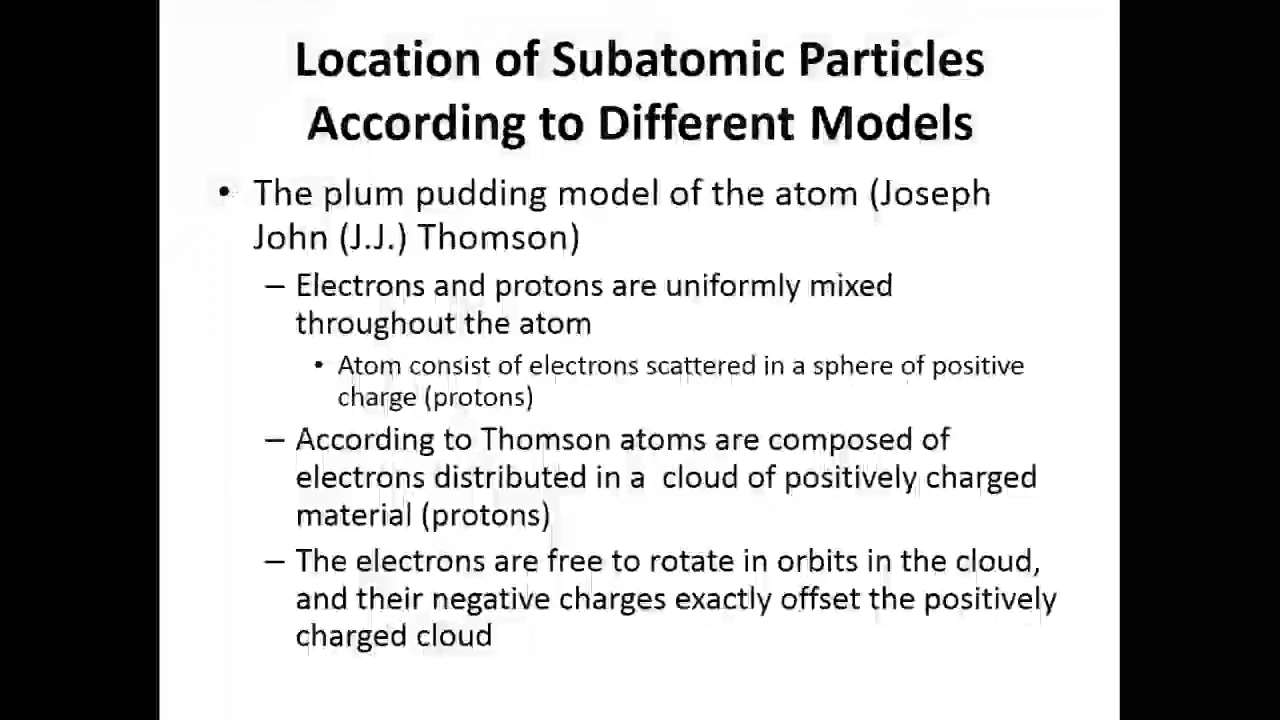 Location of Subatomic Particles
According to Different Models
• The plum pudding model of the atom (Joseph
John (J.J.) Thomson)
– Electrons and protons are uniformly mixed
throughout the atom
• Atom consist of electrons scattered in a sphere of positive
charge (protons)
– According to Thomson atoms are composed of
electrons distributed in a  cloud of positively charged
material (protons)
– The electrons are free to rotate in orbits in the cloud,
and their negative charges exactly offset the positively
charged cloud